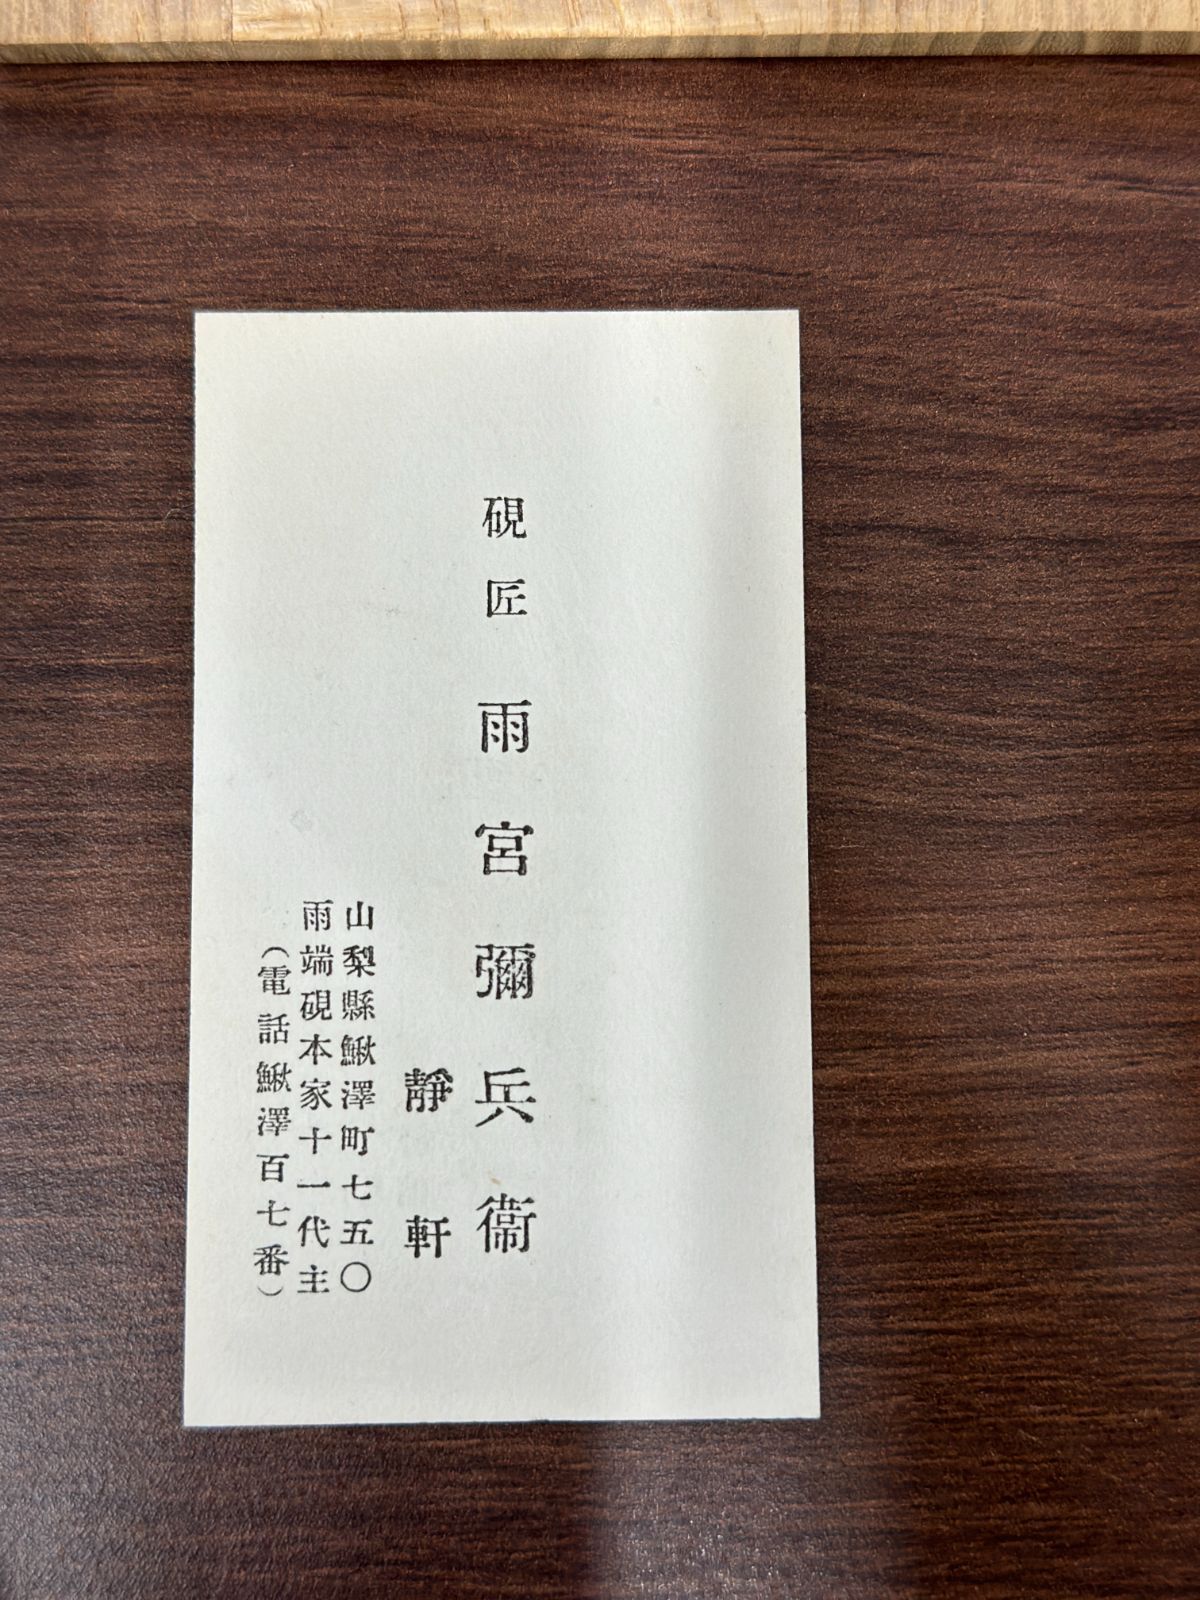 硯匠 雨宮彌兵衞
靜軒
山梨縣鰍澤町七五〇
雨端硯本家十一代主
（電話鰍澤百七番）